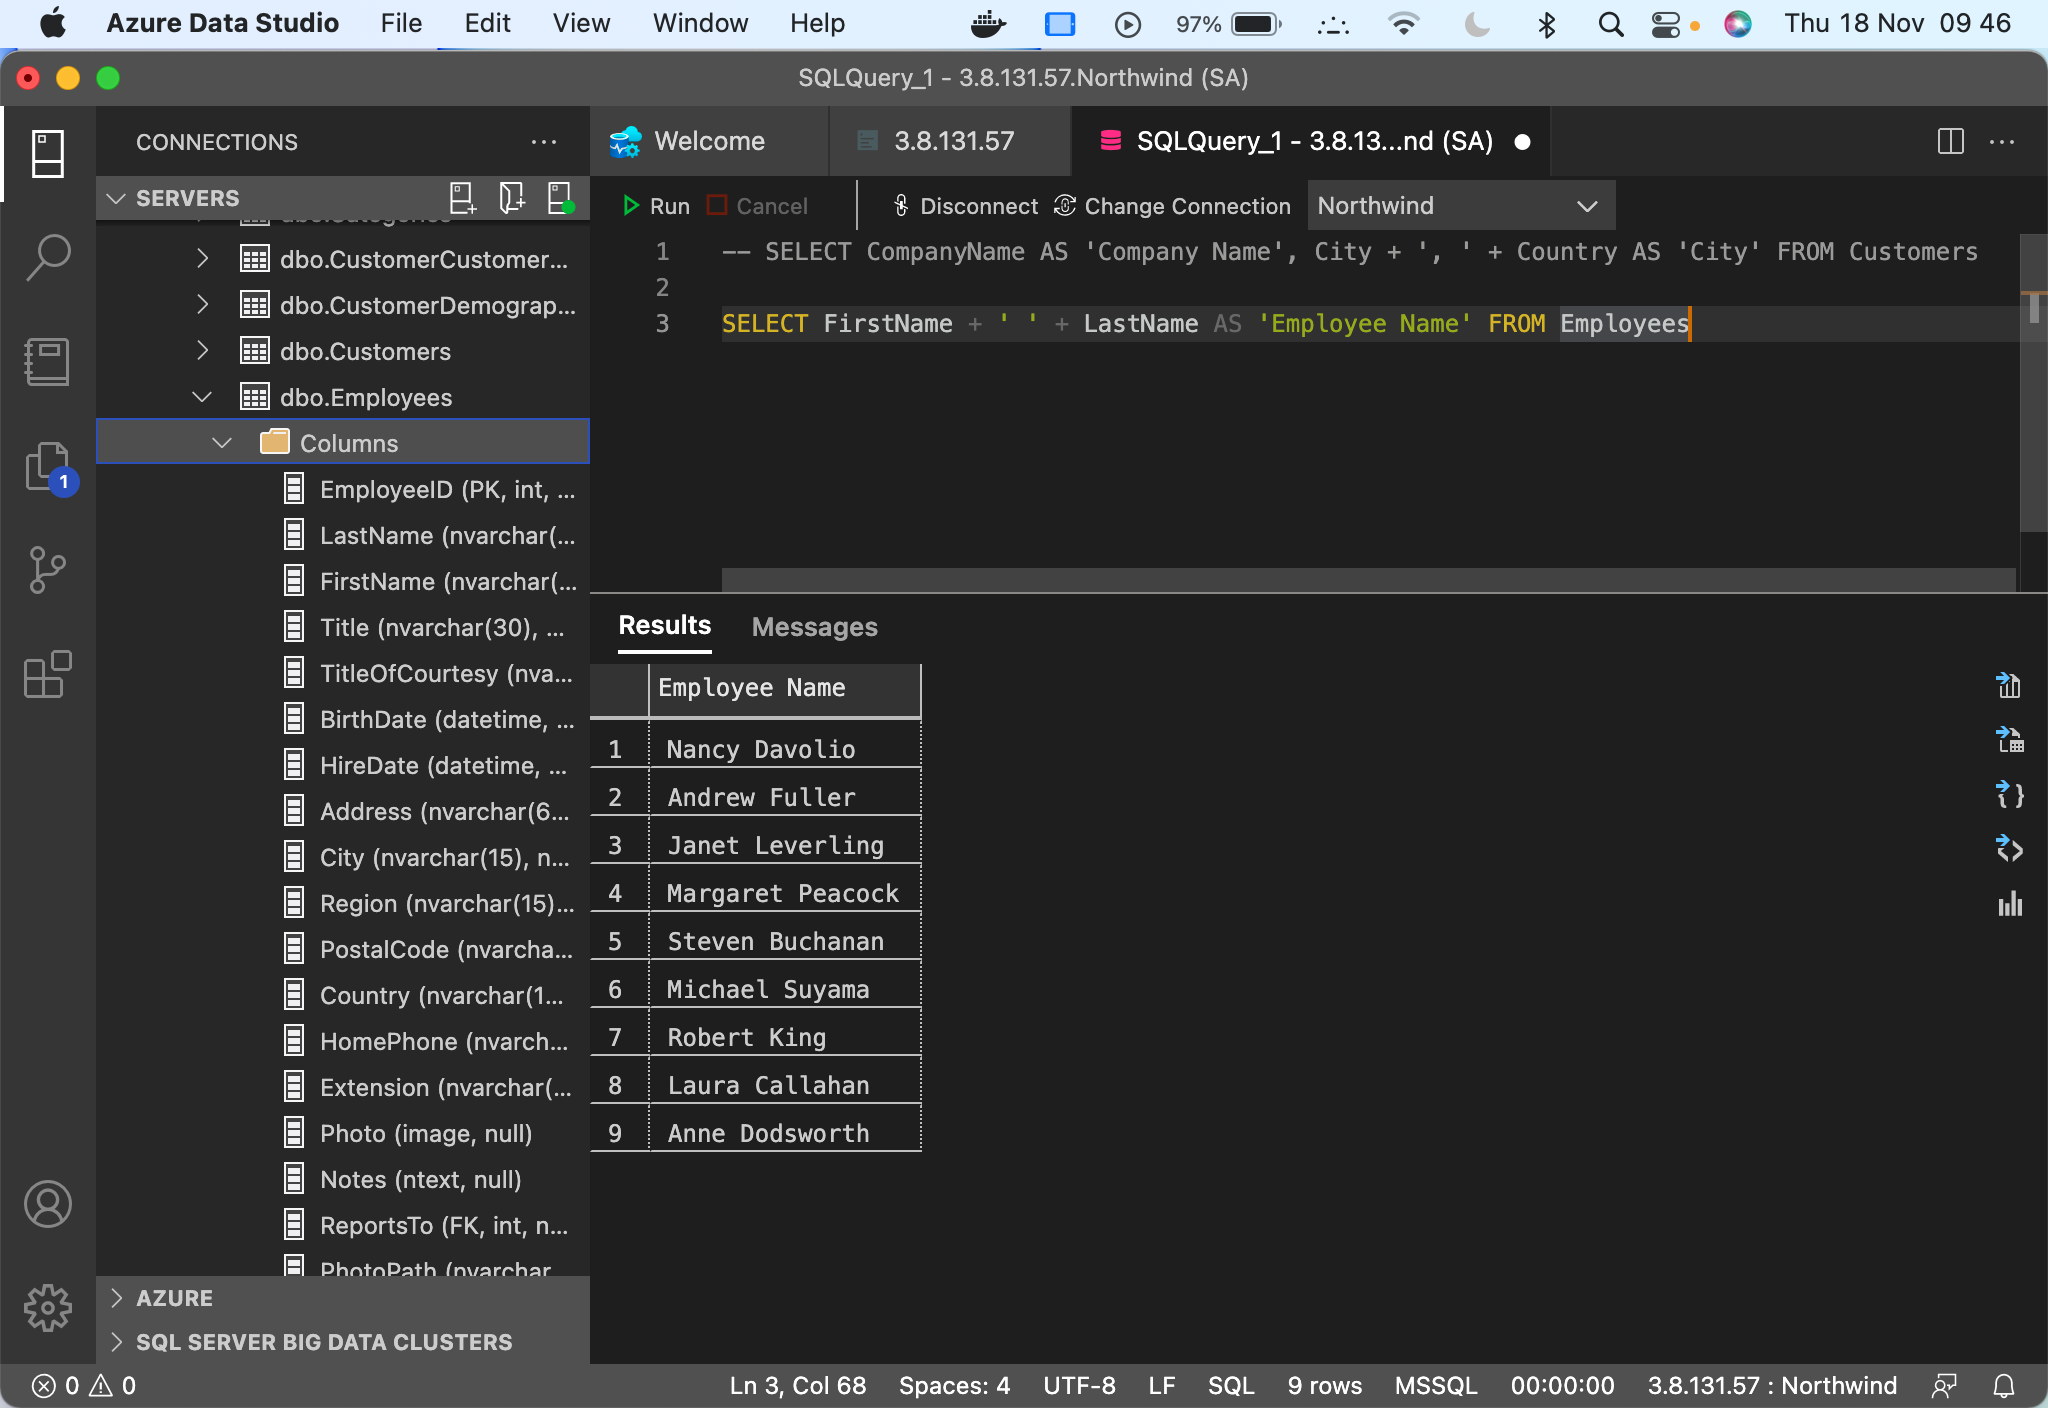 Azure Data Studio File Edit View Window Help 97% Thu 18 Nov 09 46
SQLQuery_1 - 3.8.131.57.Northwind (SA)
CONNECTIONS
Welcome
3.8.131.57
SQLQuery_1 - 3.8.13...nd (SA)
SERVERS
Run Cancel Disconnect Change Connection Northwind
dbo.Categories
dbo.CustomerCustomer...
dbo.CustomerDemograp...
dbo.Customers
dbo.Employees
Columns
1
EmployeeID (PK, int, ...
LastName (nvarchar(...
FirstName (nvarchar(...
Title (nvarchar(30), ...
TitleOfCourtesy (nva...
BirthDate (datetime, ...
HireDate (datetime, ...
Address (nvarchar(6...
City (nvarchar(15), n...
Region (nvarchar(15)...
PostalCode (nvarcha...
Country (nvarchar(1...
HomePhone (nvarch...
Extension (nvarchar(...
Photo (image, null)
Notes (ntext, null)
ReportsTo (FK, int, n...
PhotoPath (nvarchar
AZURE
SQL SERVER BIG DATA CLUSTERS
1 -- SELECT CompanyName AS 'Company Name', City + ', ' + Country AS 'City' FROM Customers
2
3 SELECT FirstName + ' ' + LastName AS 'Employee Name' FROM Employees
Results Messages
Employee Name
1 Nancy Davolio
2 Andrew Fuller
3 Janet Leverling
4 Margaret Peacock
5 Steven Buchanan
6 Michael Suyama
7 Robert King
8 Laura Callahan
9 Anne Dodsworth
0 0 Ln 3, Col 68 Spaces: 4 UTF-8 LF SQL 9 rows MSSQL 00:00:00 3.8.131.57 : Northwind